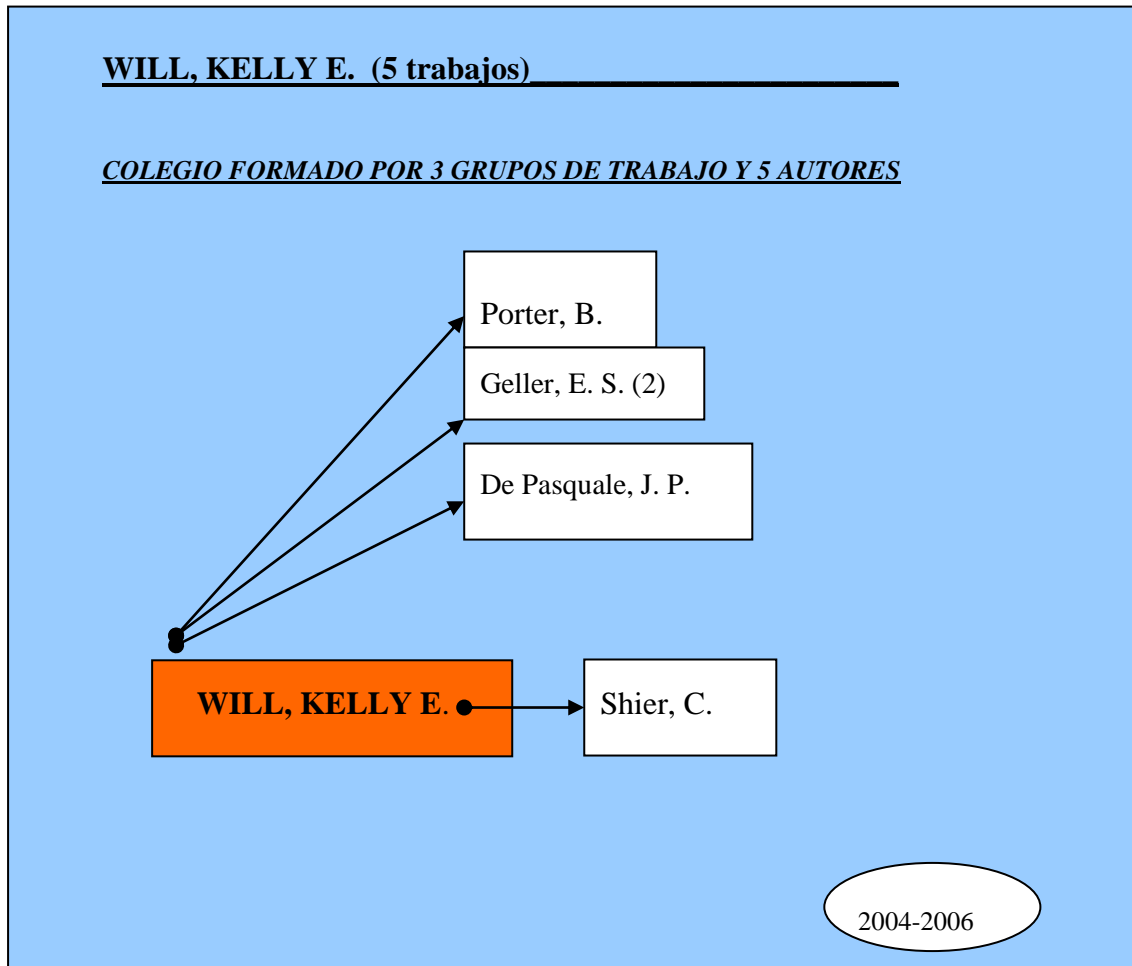 WILL, KELLY E. (5 trabajos)
COLEGIO FORMADO POR 3 GRUPOS DE TRABAJO Y 5 AUTORES
Porter, B.
Geller, E. S. (2)
De Pasquale, J. P.
WILL, KELLY E.
Shier, C.
2004-2006